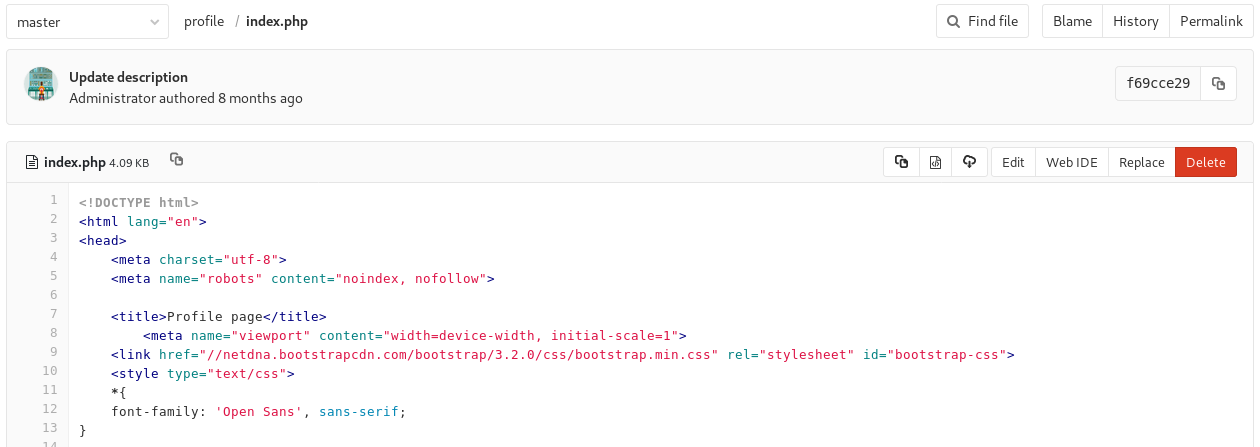 master profile / index.php Find file Blame History Permalink
Update description
Administrator authored 8 months ago
f69cce29
index.php 4.09 KB Edit Web IDE Replace Delete
1 <!DOCTYPE html>
2 <html lang="en">
3 <head>
4     <meta charset="utf-8">
5     <meta name="robots" content="noindex, nofollow">
6
7     <title>Profile page</title>
8         <meta name="viewport" content="width=device-width, initial-scale=1">
9     <link href="//netdna.bootstrapcdn.com/bootstrap/3.2.0/css/bootstrap.min.css" rel="stylesheet" id="bootstrap-css">
10     <style type="text/css">
11     *{
12     font-family: 'Open Sans', sans-serif;
13 }
14